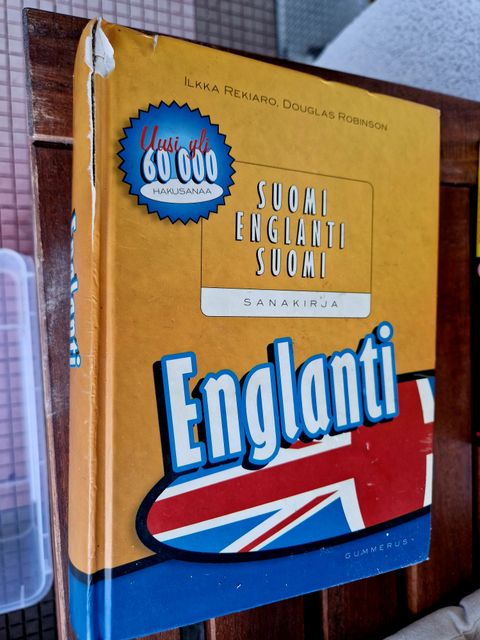 ILKKA REKIARO, DOUGLAS ROBINSON
Uusi yli
60 000
HAKUSANAA
SUOMI
ENGLANTI
SUOMI
SANAKIRJA
Englanti
GUMMERUS
Englanti